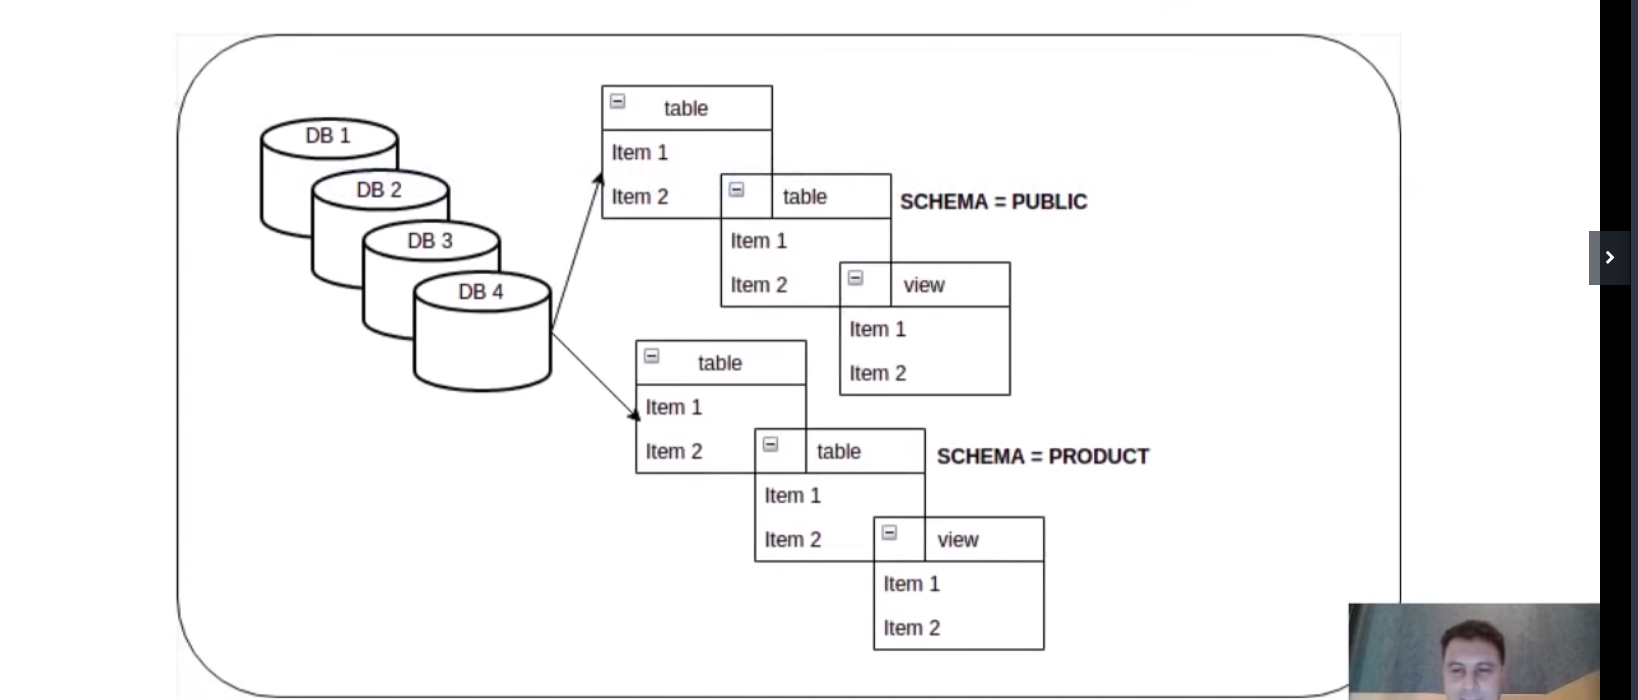 DB 1
DB 2
DB 3
DB 4
table
Item 1
Item 2
table
Item 1
Item 2
view
Item 1
Item 2
SCHEMA = PUBLIC
table
Item 1
Item 2
table
Item 1
Item 2
view
Item 1
Item 2
SCHEMA = PRODUCT